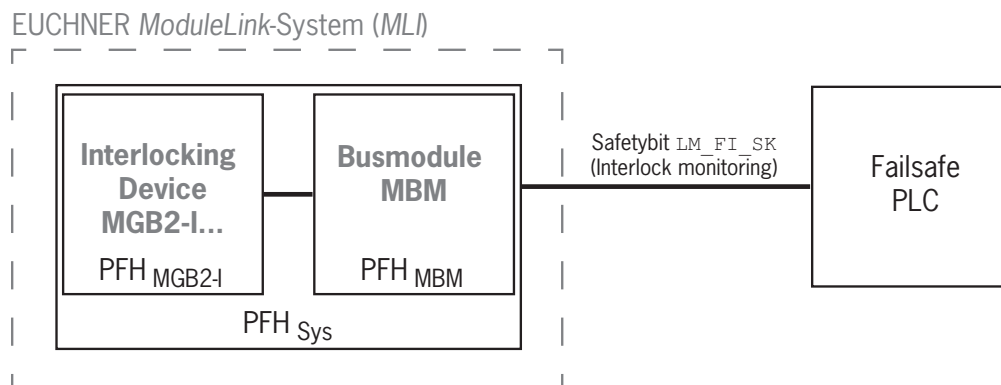 EUCHNER ModuleLink-System (MLI)
Interlocking
Device
MGB2-I...
PFH MGB2-I
Busmodule
MBM
PFH MBM
PFH Sys
Safetybit LM_FI_SK
(Interlock monitoring)
Failsafe
PLC